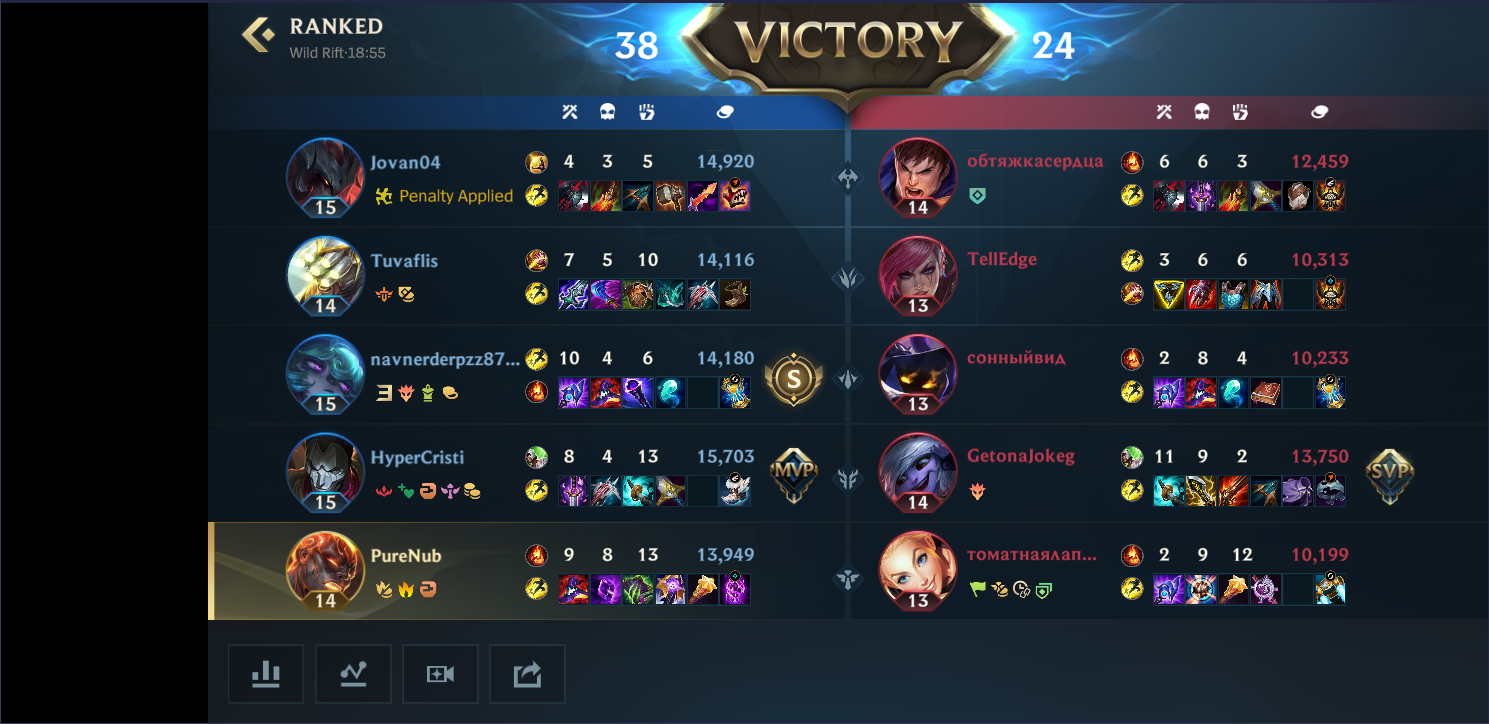 RANKED
Wild Rift·18:55
38 VICTORY 24
Jovan04 4 3 5 14,920
15 Penalty Applied
обтяжкасердца 6 6 3 12,459
14
Tuvaflis 7 5 10 14,116
14
TellEdge 3 6 6 10,313
13
navnerderpzz87... 10 4 6 14,180
15 S
сонныйвид 2 8 4 10,233
13
HyperCristi 8 4 13 15,703
15 MVP
GetonaJokeg 11 9 2 13,750
14 SVP
PureNub 9 8 13 13,949
14
томатнаялап... 2 9 12 10,199
13